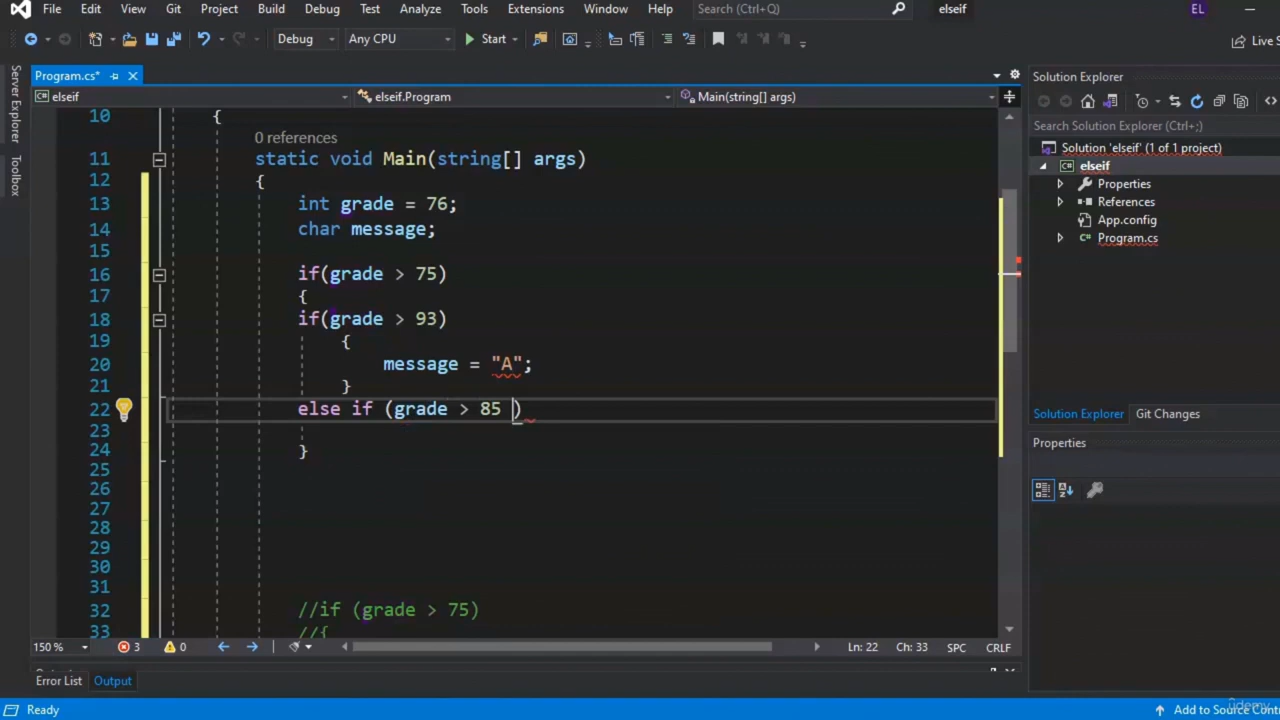 File Edit View Git Project Build Debug Test Analyze Tools Extensions Window Help Search (Ctrl+Q) elseif EL
Debug Any CPU Start Live S
Server Explorer
Toolbox
Program.cs*
elseif elseif.Program Main(string[] args)
10 {
0 references
11 static void Main(string[] args)
12 {
13 int grade = 76;
14 char message;
15
16 if(grade > 75)
17 {
18 if(grade > 93)
19 {
20 message = "A";
21 }
22 else if (grade > 85 )
23
24 }
25
26
27
28
29
30
31
32 //if (grade > 75)
33 //{
150 % 3 0 Ln: 22 Ch: 33 SPC CRLF
Error List Output
Ready Add to Source Contr
Solution Explorer
Search Solution Explorer (Ctrl+;)
Solution 'elseif' (1 of 1 project)
elseif
Properties
References
App.config
Program.cs
Solution Explorer Git Changes
Properties
udemy